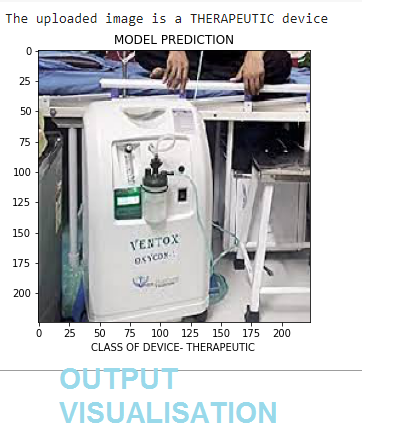 The uploaded image is a THERAPEUTIC device
MODEL PREDICTION
0
25
50
75
100
125
150
175
200
VENTOX
OXYCON
0 25 50 75 100 125 150 175 200
CLASS OF DEVICE- THERAPEUTIC
OUTPUT
VISUALISATION